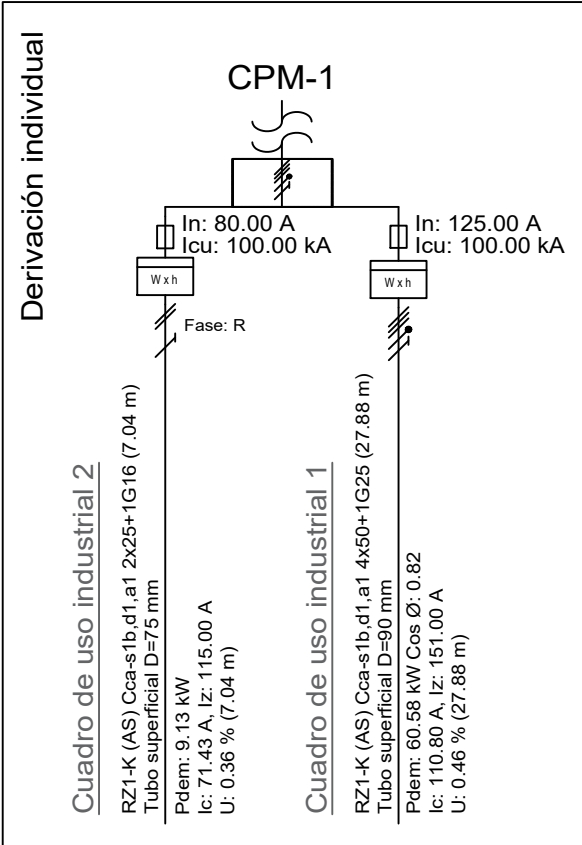 Derivación individual
CPM-1
In: 80.00 A
Icu: 100.00 kA
W x h
Fase: R
In: 125.00 A
Icu: 100.00 kA
W x h
Cuadro de uso industrial 2
RZ1-K (AS) Cca-s1b,d1,a1 2x25+1G16 (7.04 m)
Tubo superficial D=75 mm
Pdem: 9.13 kW
Ic: 71.43 A, Iz: 115.00 A
U: 0.36 % (7.04 m)
Cuadro de uso industrial 1
RZ1-K (AS) Cca-s1b,d1,a1 4x50+1G25 (27.88 m)
Tubo superficial D=90 mm
Pdem: 60.58 kW Cos Ø: 0.82
Ic: 110.80 A, Iz: 151.00 A
U: 0.46 % (27.88 m)